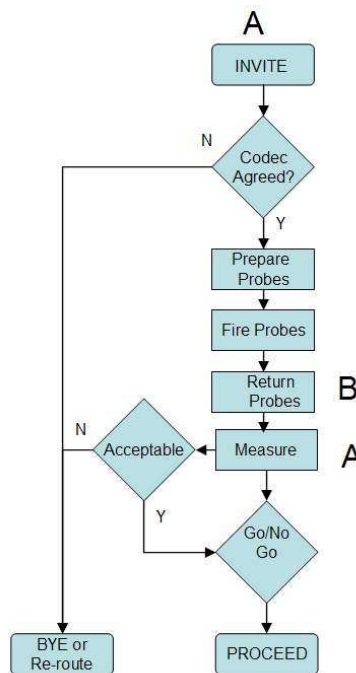 A
INVITE
N
Codec
Agreed?
Y
Prepare
Probes
Fire Probes
Return
Probes
B
N
Acceptable
Measure
A
Y
Go/No
Go
BYE or
Re-route
PROCEED